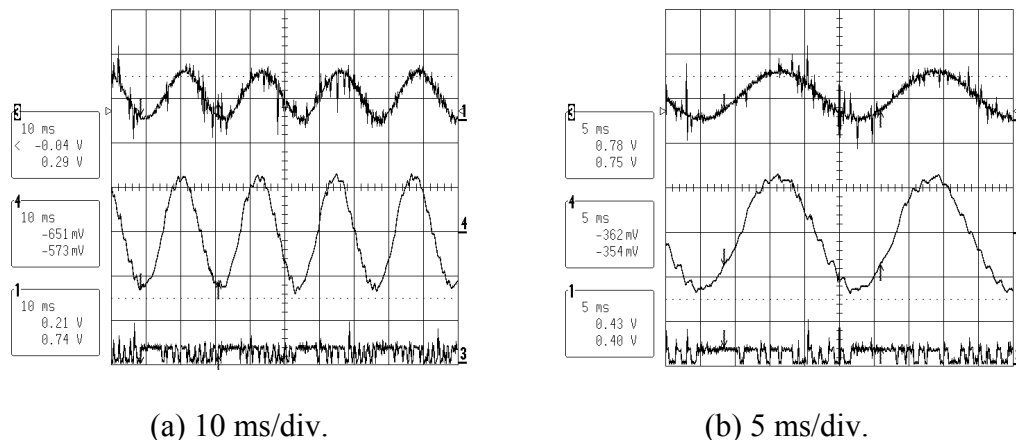 3
10 ms
< -0.04 V
0.29 V
4
10 ms
-651 mV
-573 mV
1
10 ms
0.21 V
0.74 V
1
4
3
3
5 ms
0.78 V
0.75 V
4
5 ms
-362 mV
-354 mV
1
5 ms
0.43 V
0.40 V
(a) 10 ms/div.
(b) 5 ms/div.